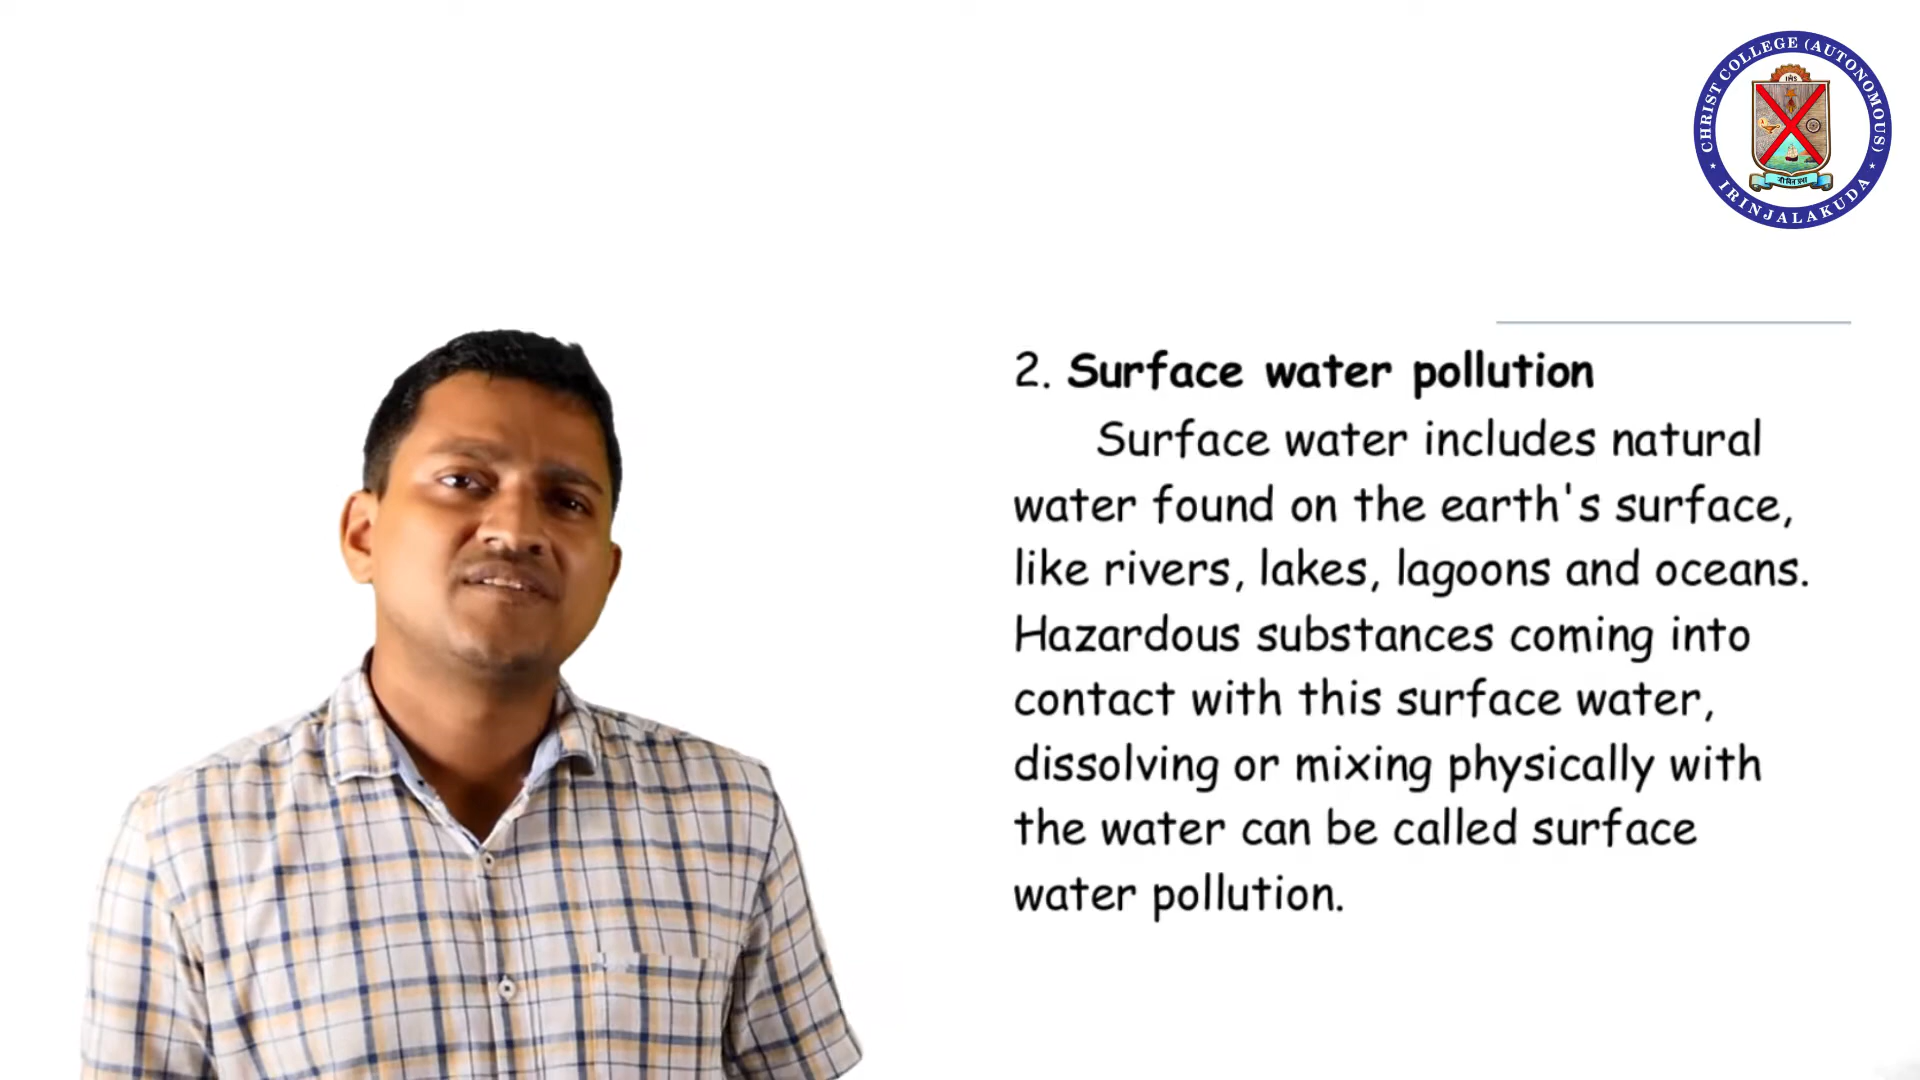 CHRIST COLLEGE (AUTONOMOUS)
IHS
IRINJALAKUDA
2. Surface water pollution
Surface water includes natural
water found on the earth's surface,
like rivers, lakes, lagoons and oceans.
Hazardous substances coming into
contact with this surface water,
dissolving or mixing physically with
the water can be called surface
water pollution.